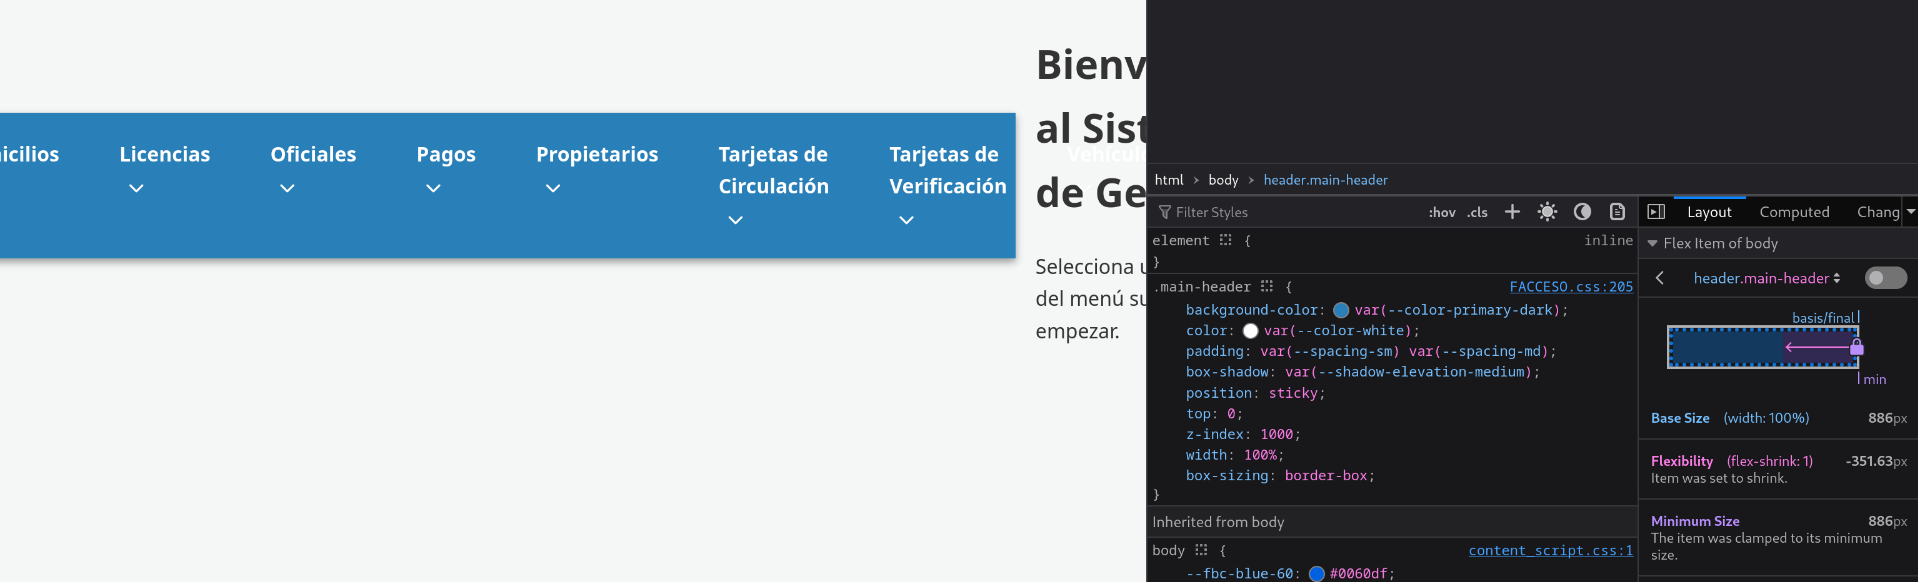 Bienv
al Sist
de Ge
icilios
Licencias
Oficiales
Pagos
Propietarios
Tarjetas de
Circulación
Tarjetas de
Verificación
Vehículo
Selecciona u
del menú su
empezar.
html > body > header.main-header
Filter Styles
:hov .cls
element {
inline
}
.main-header {
FACCESO.css:205
background-color: var(--color-primary-dark);
color: var(--color-white);
padding: var(--spacing-sm) var(--spacing-md);
box-shadow: var(--shadow-elevation-medium);
position: sticky;
top: 0;
z-index: 1000;
width: 100%;
box-sizing: border-box;
}
Inherited from body
body {
content_script.css:1
--fbc-blue-60: #0060df;
Layout
Computed
Chang
Flex Item of body
header.main-header
basis/final
min
Base Size (width: 100%) 886px
Flexibility (flex-shrink: 1) -351.63px
Item was set to shrink.
Minimum Size 886px
The item was clamped to its minimum
size.